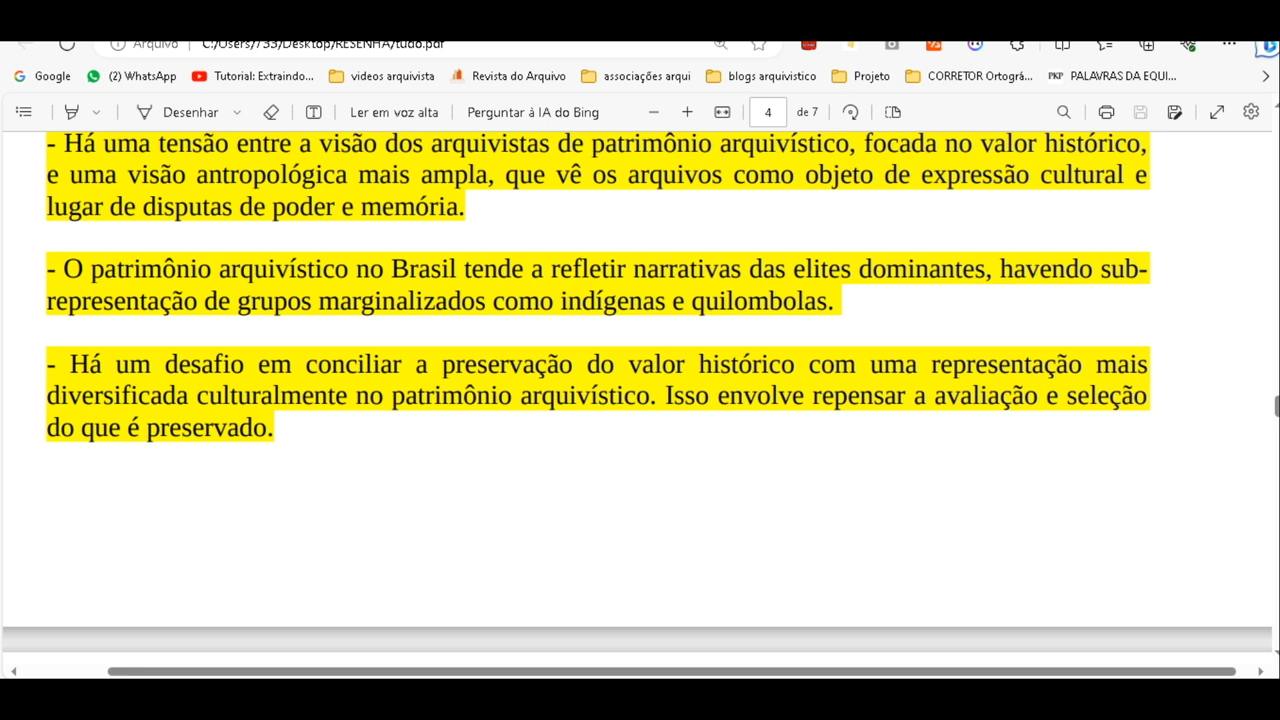 Arquivo C:/Users/733/Desktop/RESENHA/tudo.pdf
Google (2) WhatsApp Tutorial: Extraindo... videos arquivista Revista do Arquivo associações arqui blogs arquivistico Projeto CORRETOR Ortográ... PKP PALAVRAS DA EQUI...
Desenhar Ler em voz alta Perguntar à IA do Bing 4 de 7
- Há uma tensão entre a visão dos arquivistas de patrimônio arquivístico, focada no valor histórico,
e uma visão antropológica mais ampla, que vê os arquivos como objeto de expressão cultural e
lugar de disputas de poder e memória.
- O patrimônio arquivístico no Brasil tende a refletir narrativas das elites dominantes, havendo sub-
representação de grupos marginalizados como indígenas e quilombolas.
- Há um desafio em conciliar a preservação do valor histórico com uma representação mais
diversificada culturalmente no patrimônio arquivístico. Isso envolve repensar a avaliação e seleção
do que é preservado.